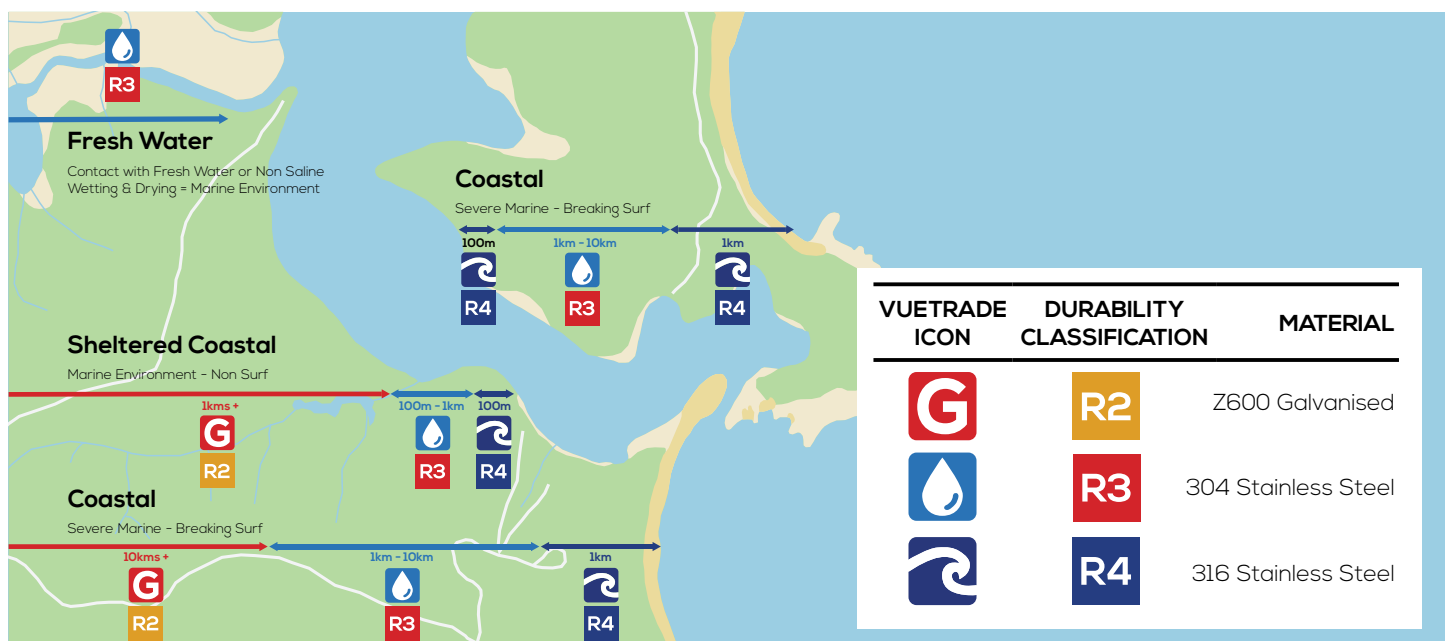 R3
Fresh Water
Contact with Fresh Water or Non Saline
Wetting & Drying = Marine Environment
Coastal
Severe Marine - Breaking Surf
100m
1km - 10km
1km
R4
R3
R4
Sheltered Coastal
Marine Environment - Non Surf
1kms +
100m - 1km
100m
G
R2
R3
R4
Coastal
Severe Marine - Breaking Surf
10kms +
1km - 10km
1km
G
R2
R3
R4
VUETRADE
ICON
DURABILITY
CLASSIFICATION
MATERIAL
G
R2
Z600 Galvanised
R3
304 Stainless Steel
R4
316 Stainless Steel